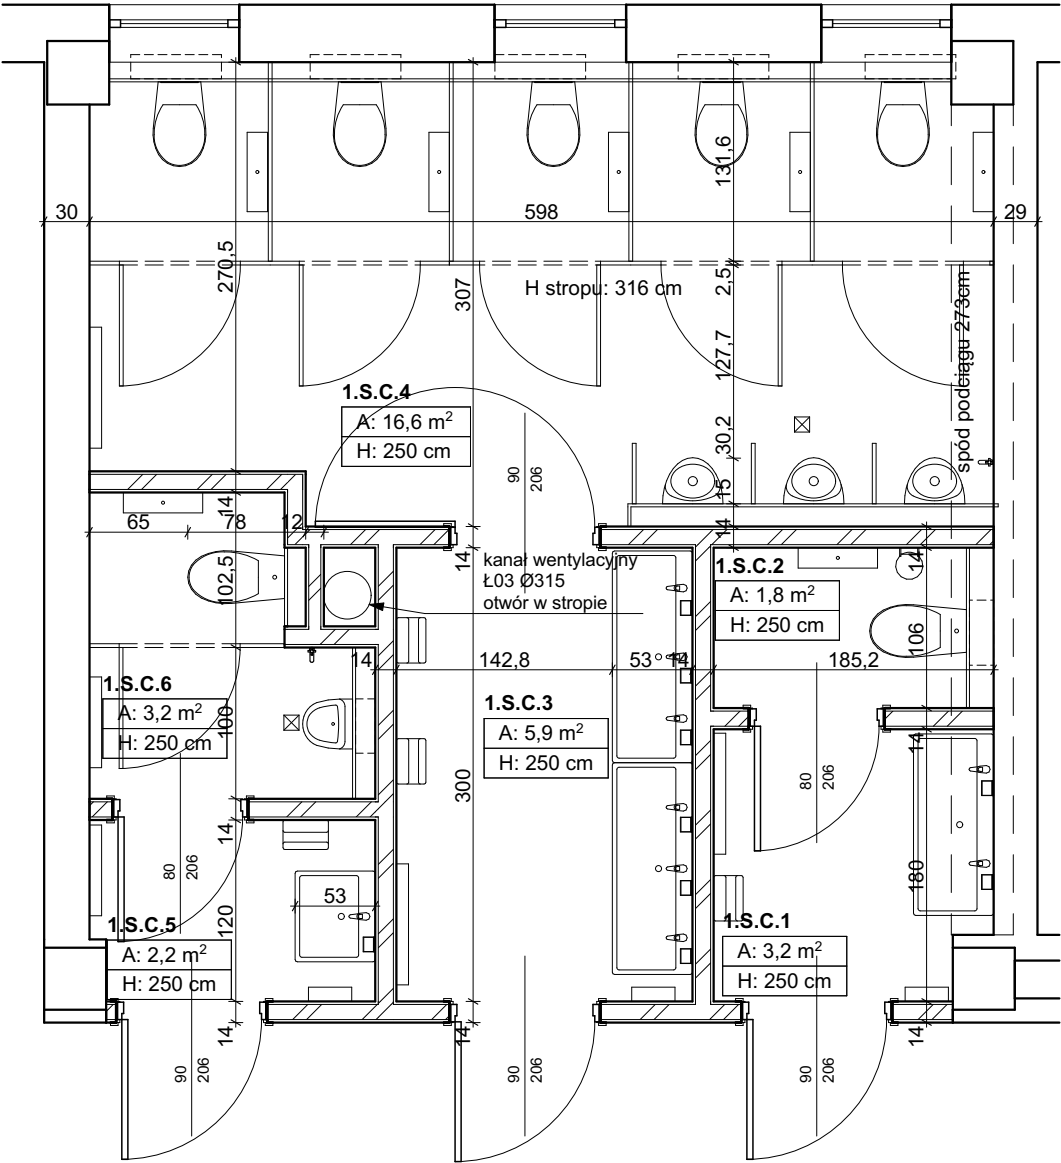 131,6
30
598
29
270,5
307
2,5
H stropu: 316 cm
spód podciągu 273cm
127,7
1.S.C.4
A: 16,6 m²
H: 250 cm
30,2
90
206
15
14
65
78
12
14
14
14
kanał wentylacyjny
Ł03 Ø315
otwór w stropie
1.S.C.2
A: 1,8 m²
H: 250 cm
102,5
106
14
142,8
53
14
185,2
1.S.C.6
A: 3,2 m²
H: 250 cm
100
1.S.C.3
A: 5,9 m²
H: 250 cm
14
80
206
300
14
80
206
180
53
120
1.S.C.5
A: 2,2 m²
H: 250 cm
1.S.C.1
A: 3,2 m²
H: 250 cm
14
14
14
90
206
90
206
80
206